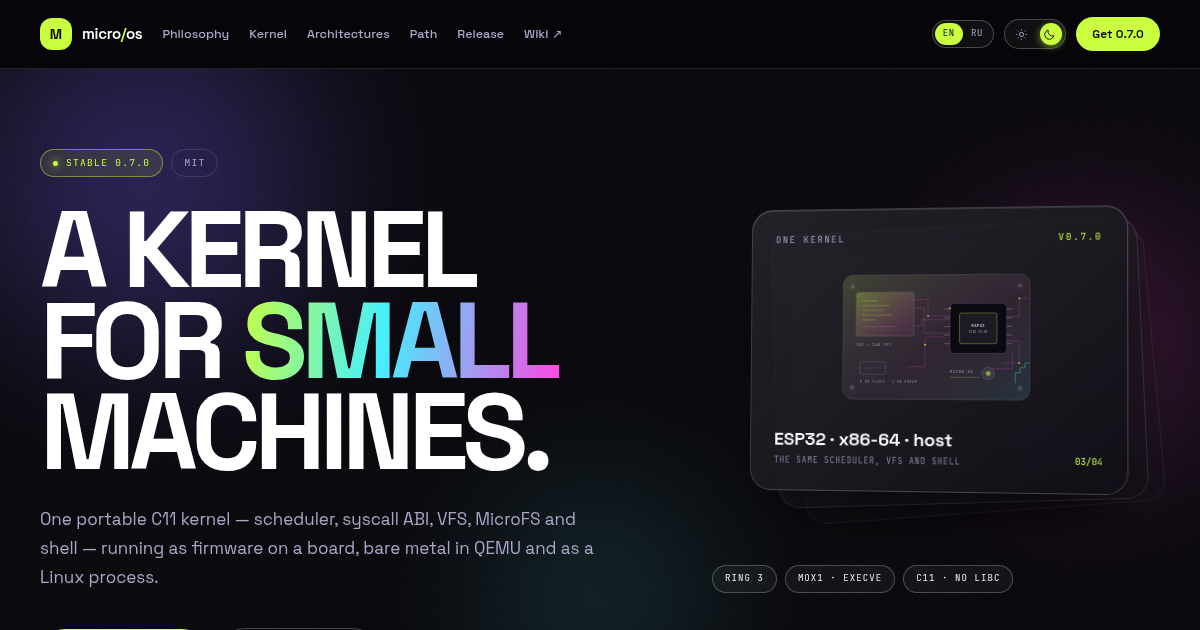 M micro/os Philosophy Kernel Architectures Path Release Wiki ↗ EN RU Get 0.7.0
STABLE 0.7.0 MIT
A KERNEL
FOR SMALL
MACHINES.
One portable C11 kernel — scheduler, syscall ABI, VFS, MicroFS and
shell — running as firmware on a board, bare metal in QEMU and as a
Linux process.
ONE KERNEL V0.7.0
ESP32
MICRO OS
ESP32 · x86-64 · host
THE SAME SCHEDULER, VFS AND SHELL 03/04
RING 3 MOX1 · EXECVE C11 · NO LIBC